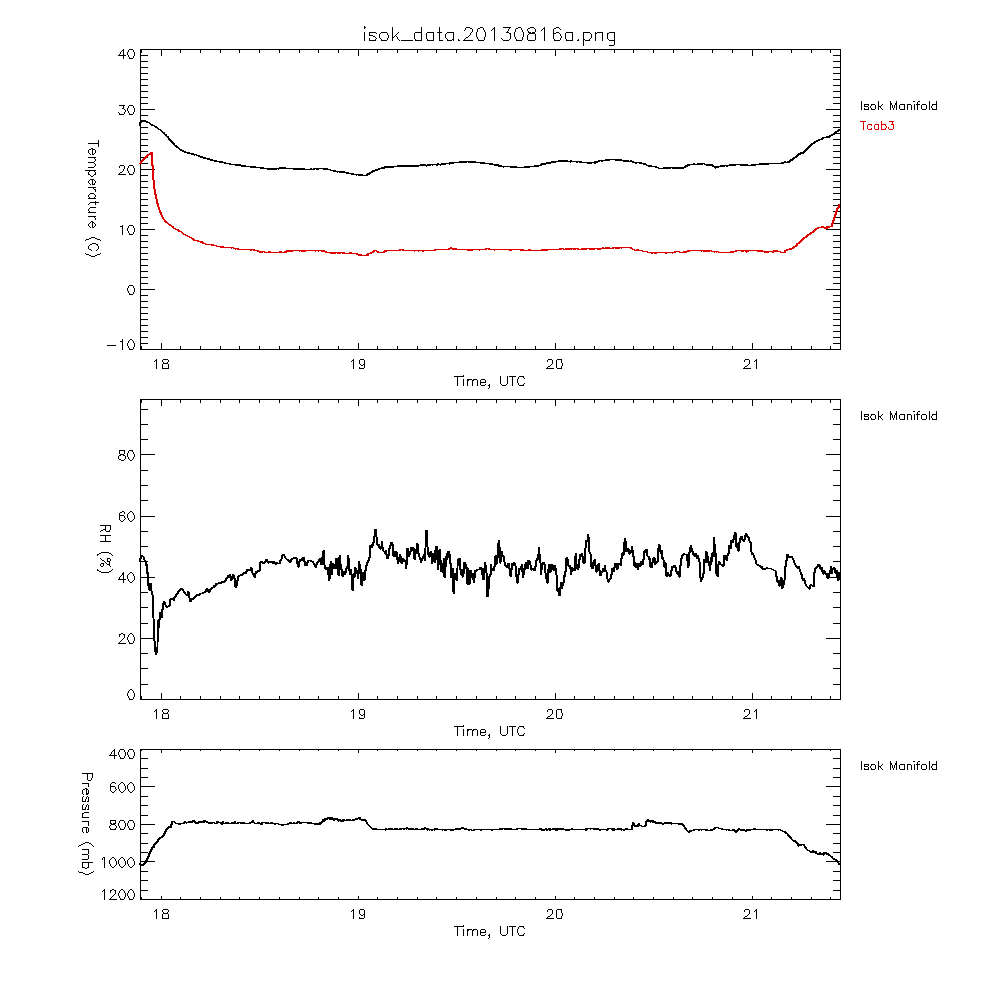 isok_data.20130816a.png
40
30
20
10
0
-10
Temperature (C)
18 19 20 21
Time, UTC
Isok Manifold
Tcab3
80
60
40
20
0
RH (%)
18 19 20 21
Time, UTC
Isok Manifold
400
600
800
1000
1200
Pressure (mb)
18 19 20 21
Time, UTC
Isok Manifold